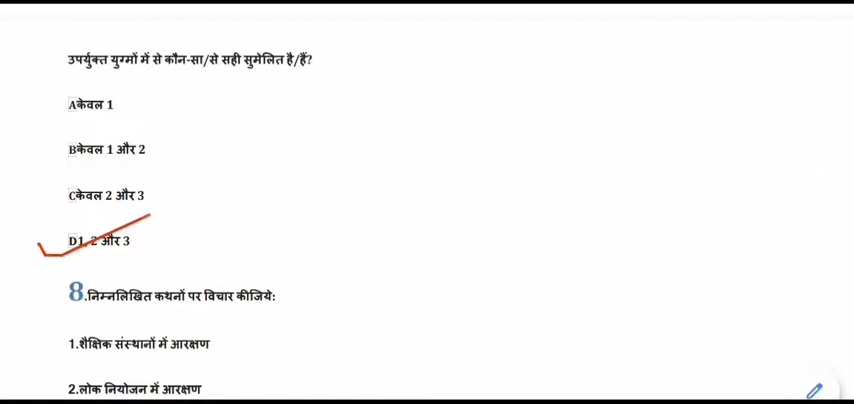 उपर्युक्त युग्मों में से कौन-सा/से सही सुमेलित है/हैं?
Aकेवल 1
Bकेवल 1 और 2
Cकेवल 2 और 3
D1, 2 और 3
8.निम्नलिखित कथनों पर विचार कीजिये:
1.शैक्षिक संस्थानों में आरक्षण
2.लोक नियोजन में आरक्षण